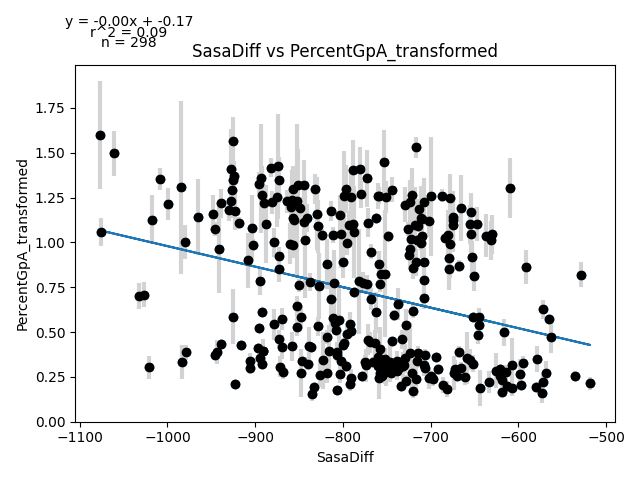 y = -0.00x + -0.17
r^2 = 0.09
n = 298
SasaDiff vs PercentGpA_transformed
PercentGpA_transformed
1.75
1.50
1.25
1.00
0.75
0.50
0.25
0.00
−1100 −1000 −900 −800 −700 −600 −500
SasaDiff